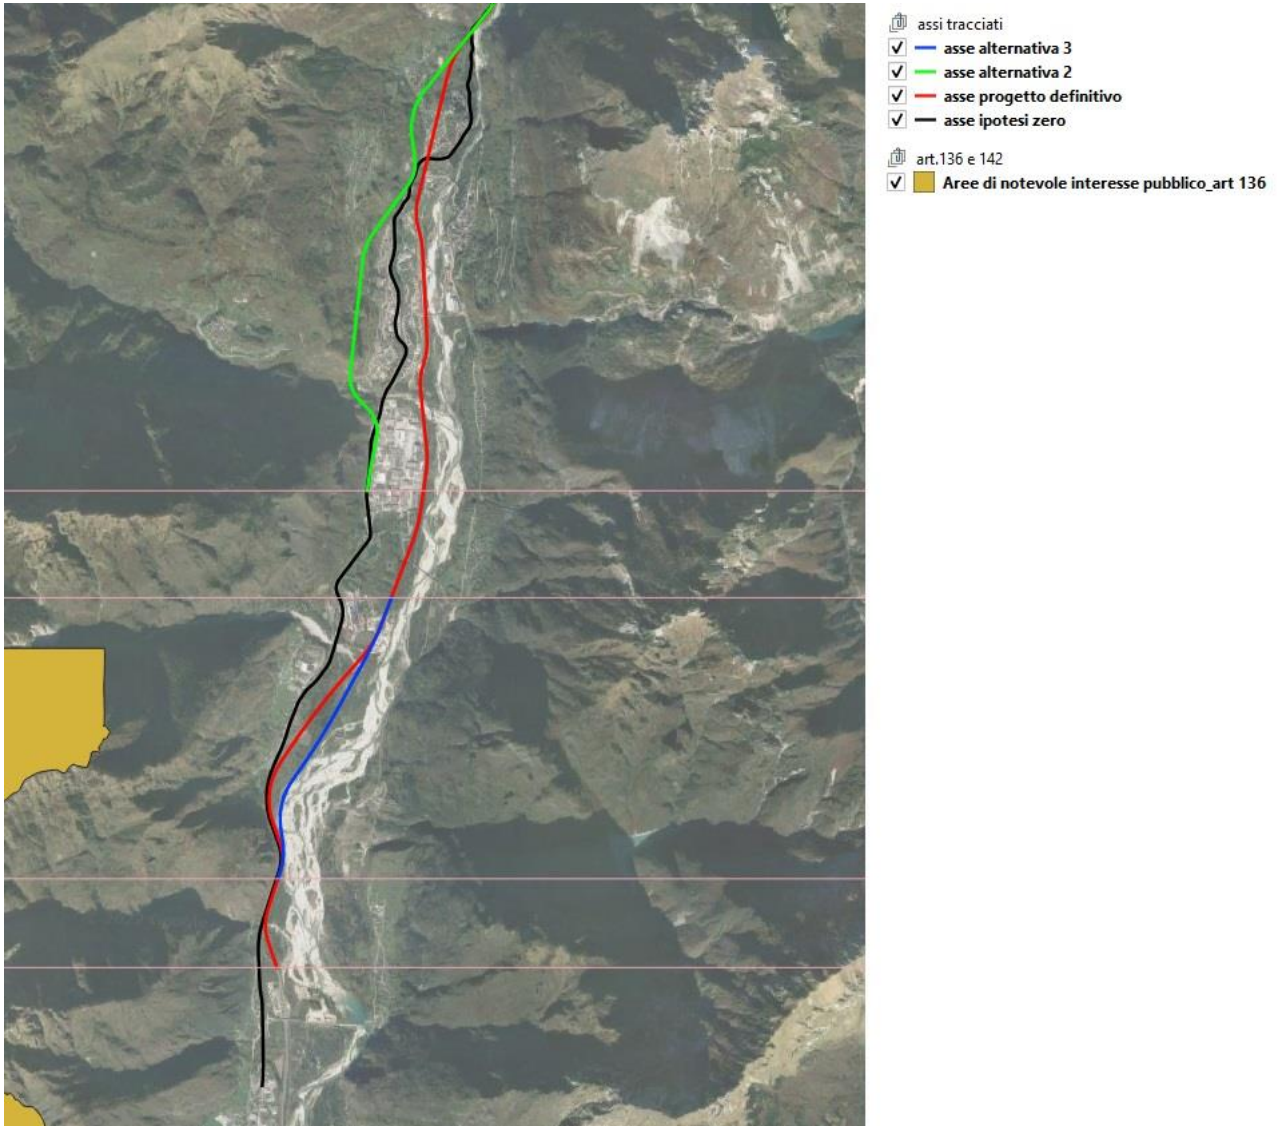 assi tracciati
asse alternativa 3
asse alternativa 2
asse progetto definitivo
asse ipotesi zero
art.136 e 142
Aree di notevole interesse pubblico_art 136